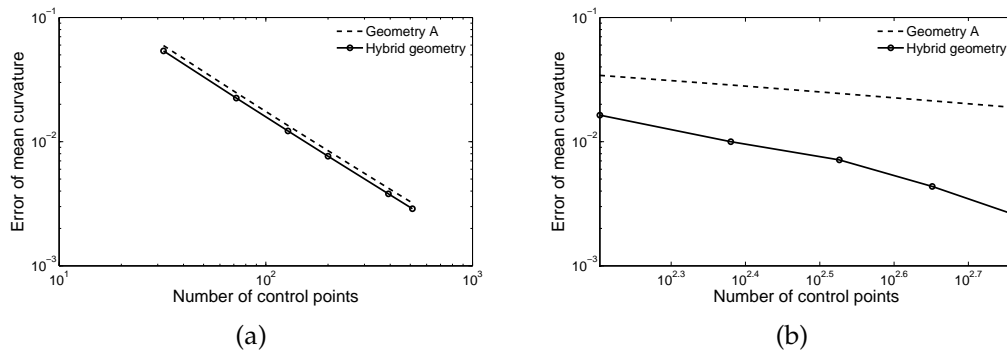 10^-1
10^-2
10^-3
Error of mean curvature
Geometry A
Hybrid geometry
10^1
10^2
10^3
Number of control points
(a)
10^-1
10^-2
10^-3
Error of mean curvature
Geometry A
Hybrid geometry
10^2.3
10^2.4
10^2.5
10^2.6
10^2.7
Number of control points
(b)